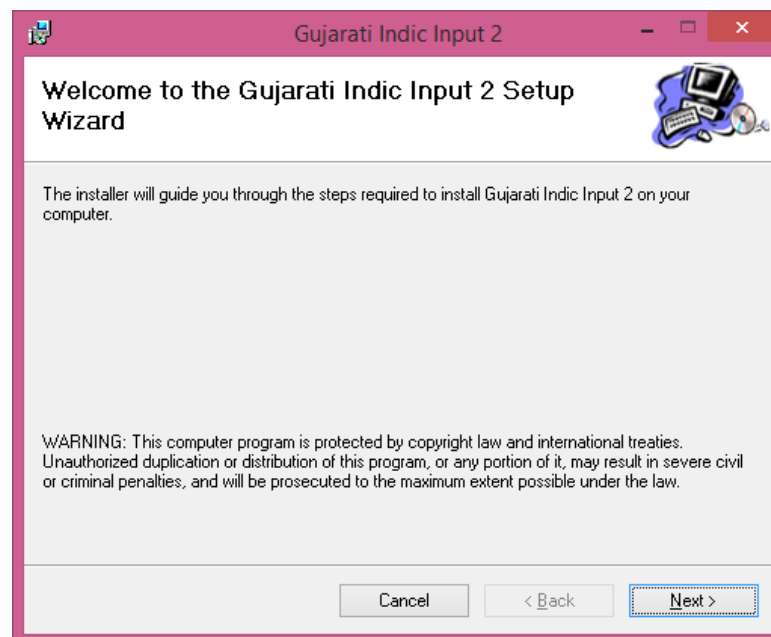 Gujarati Indic Input 2
Welcome to the Gujarati Indic Input 2 Setup
Wizard
The installer will guide you through the steps required to install Gujarati Indic Input 2 on your
computer.
WARNING: This computer program is protected by copyright law and international treaties.
Unauthorized duplication or distribution of this program, or any portion of it, may result in severe civil
or criminal penalties, and will be prosecuted to the maximum extent possible under the law.
Cancel
< Back
Next >